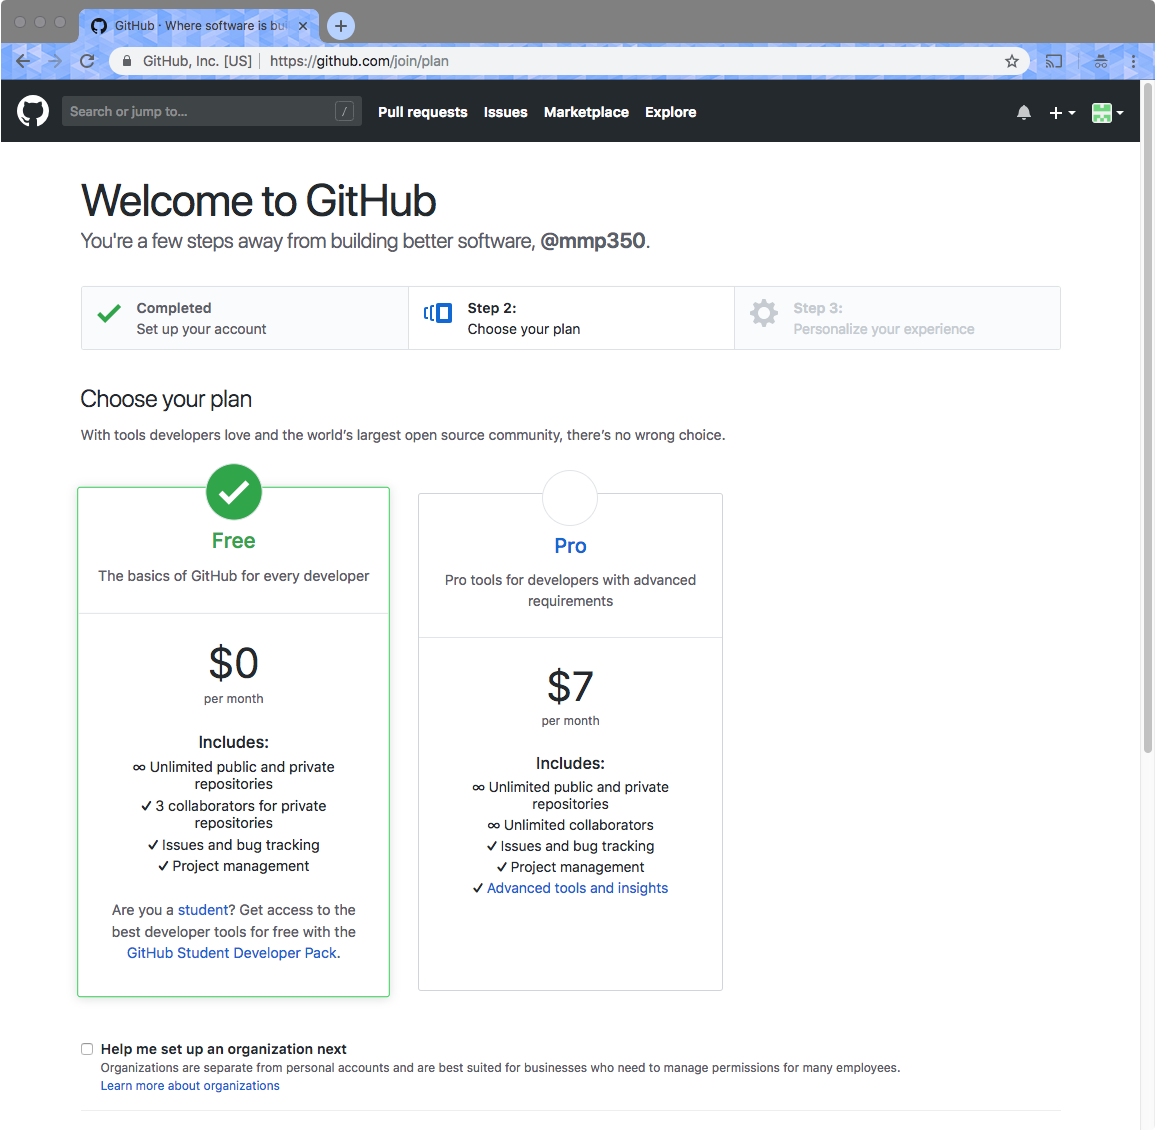 GitHub · Where software is bu
GitHub, Inc. [US] https://github.com/join/plan
Search or jump to... /
Pull requests Issues Marketplace Explore
Welcome to GitHub
You're a few steps away from building better software, @mmp350.
Completed
Set up your account
Step 2:
Choose your plan
Step 3:
Personalize your experience
Choose your plan
With tools developers love and the world’s largest open source community, there’s no wrong choice.
Free
The basics of GitHub for every developer
$0
per month
Includes:
∞ Unlimited public and private
repositories
✓ 3 collaborators for private
repositories
✓ Issues and bug tracking
✓ Project management
Are you a student? Get access to the
best developer tools for free with the
GitHub Student Developer Pack.
Pro
Pro tools for developers with advanced
requirements
$7
per month
Includes:
∞ Unlimited public and private
repositories
∞ Unlimited collaborators
✓ Issues and bug tracking
✓ Project management
✓ Advanced tools and insights
Help me set up an organization next
Organizations are separate from personal accounts and are best suited for businesses who need to manage permissions for many employees.
Learn more about organizations